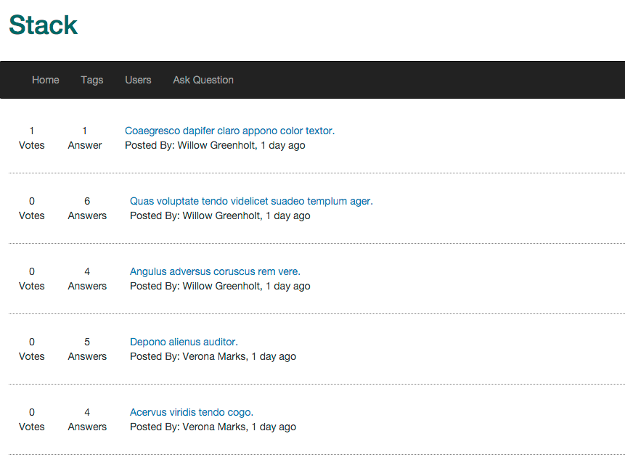 Stack
Home Tags Users Ask Question
1 1 Coaegresco dapifer claro appono color textor.
Votes Answer Posted By: Willow Greenholt, 1 day ago
0 6 Quas voluptate tendo videlicet suadeo templum ager.
Votes Answers Posted By: Willow Greenholt, 1 day ago
0 4 Angulus adversus coruscus rem vere.
Votes Answers Posted By: Willow Greenholt, 1 day ago
0 5 Depono alienus auditor.
Votes Answers Posted By: Verona Marks, 1 day ago
0 4 Acervus viridis tendo cogo.
Votes Answers Posted By: Verona Marks, 1 day ago